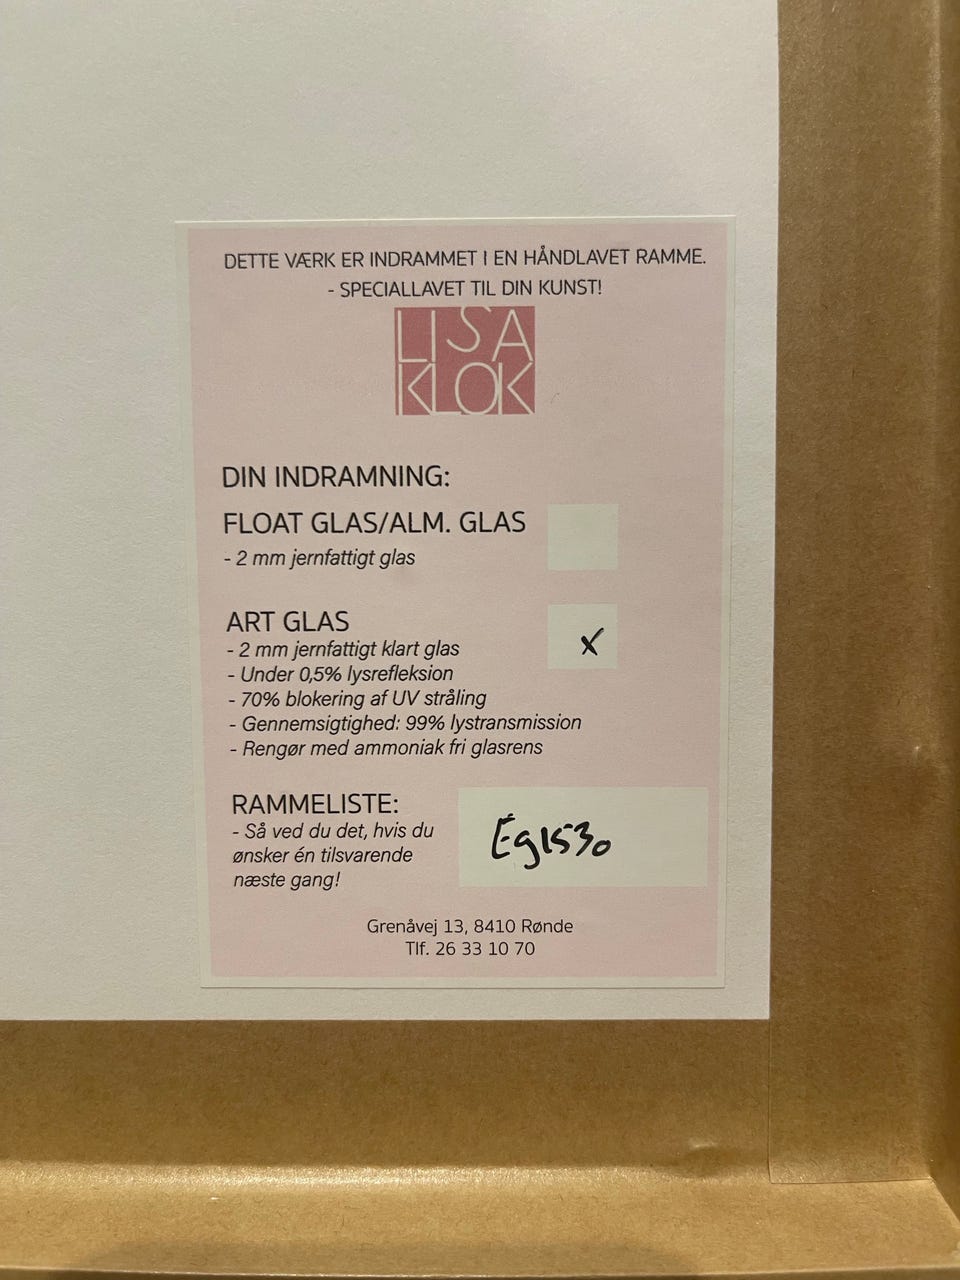 DETTE VÆRK ER INDRAMMET I EN HÅNDLAVET RAMME.
- SPECIALLAVET TIL DIN KUNST!
LISA
KLOK
DIN INDRAMNING:
FLOAT GLAS/ALM. GLAS
- 2 mm jernfattigt glas
ART GLAS
- 2 mm jernfattigt klart glas
x
- Under 0,5% lysrefleksion
- 70% blokering af UV stråling
- Gennemsigtighed: 99% lystransmission
- Rengør med ammoniak fri glasrens
RAMMELISTE:
- Så ved du det, hvis du
ønsker én tilsvarende
næste gang!
Eg1530
Grenåvej 13, 8410 Rønde
Tlf. 26 33 10 70